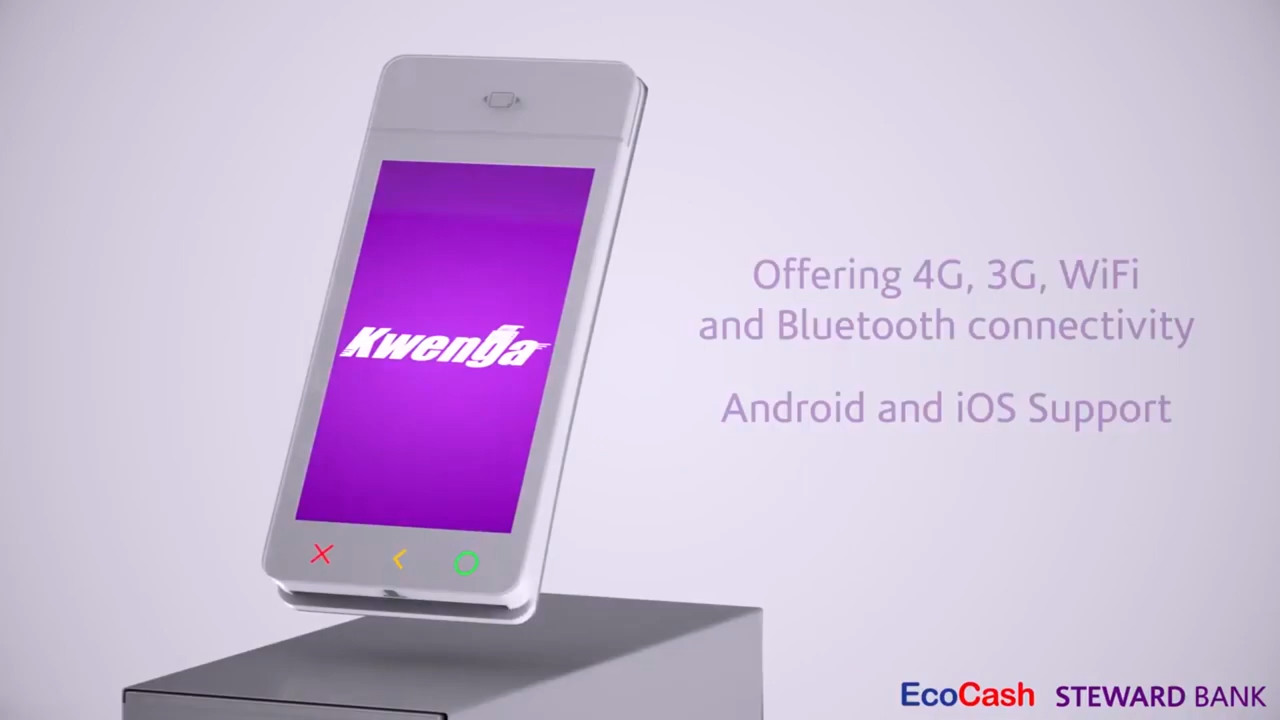 Kwenga
Offering 4G, 3G, WiFi
and Bluetooth connectivity
Android and iOS Support
EcoCash STEWARD BANK